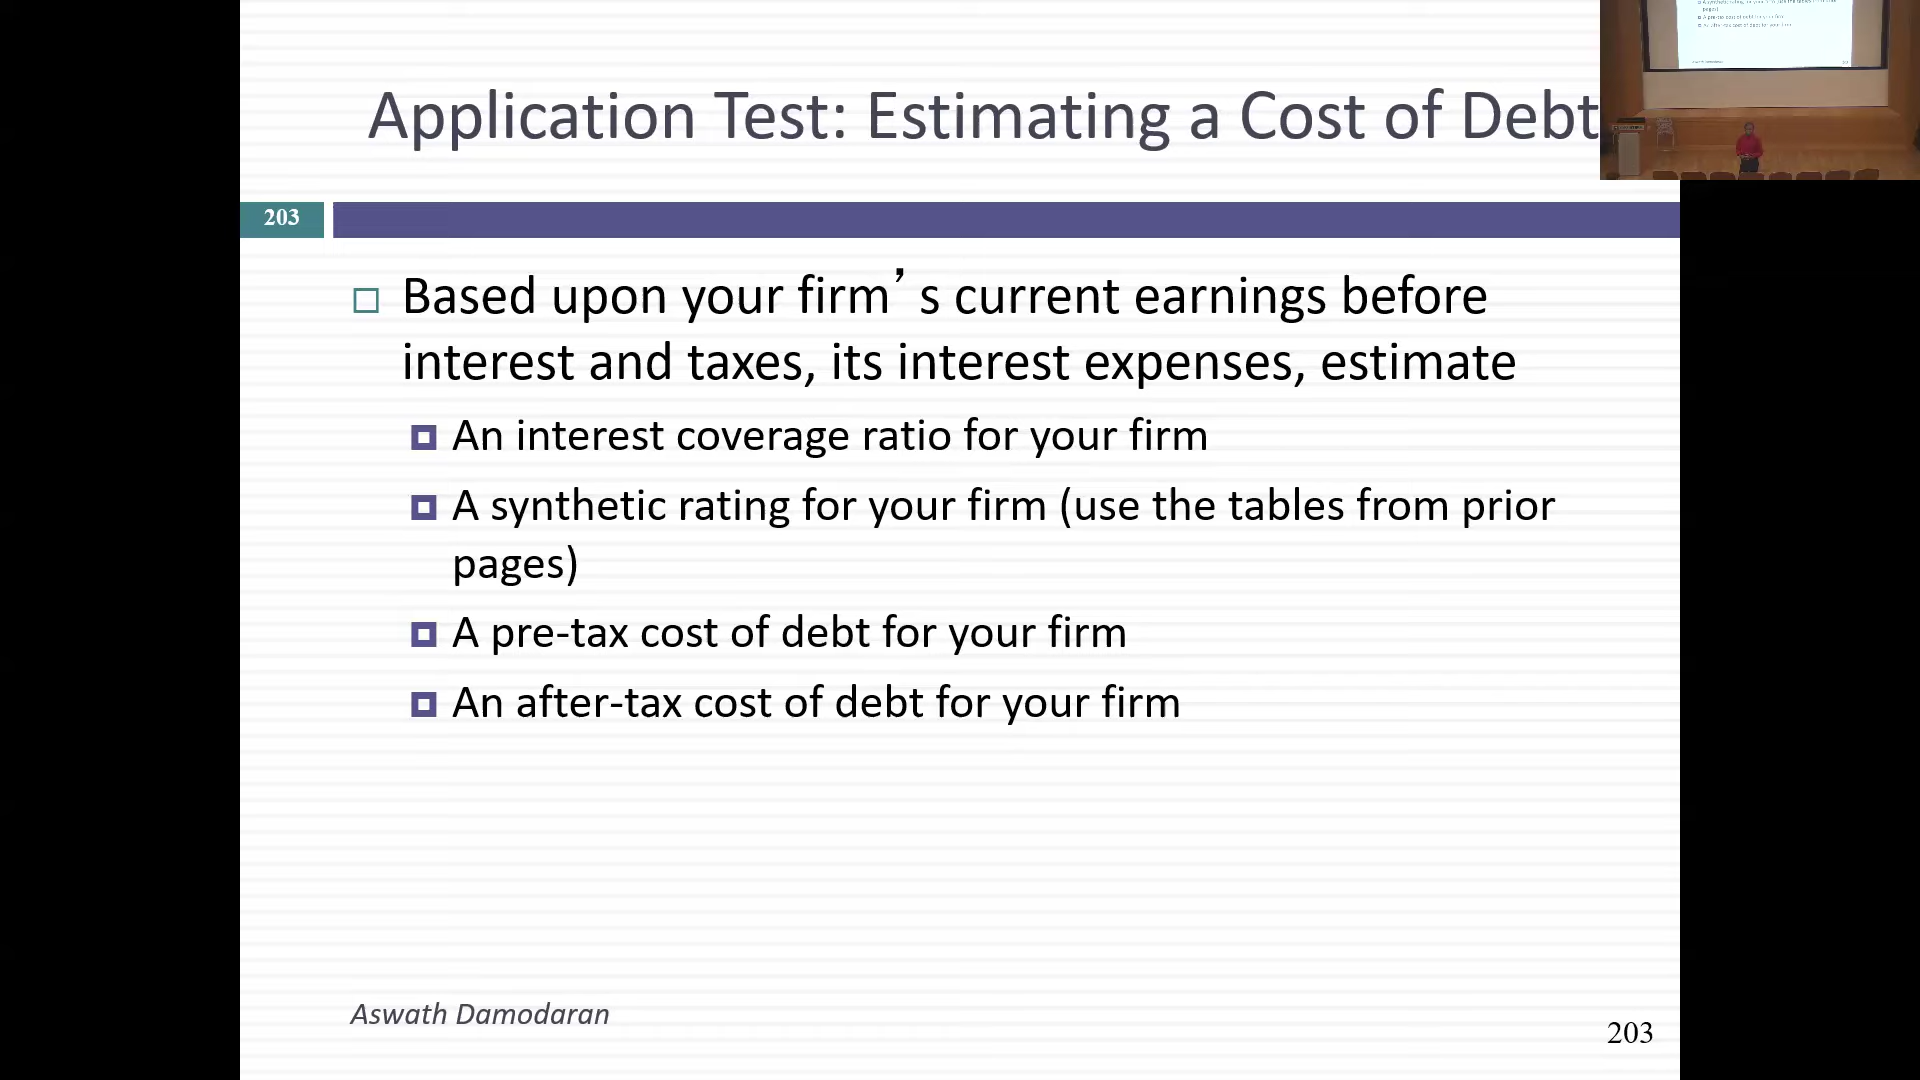 Application Test: Estimating a Cost of Debt
203
Based upon your firm’s current earnings before
interest and taxes, its interest expenses, estimate
An interest coverage ratio for your firm
A synthetic rating for your firm (use the tables from prior
pages)
A pre-tax cost of debt for your firm
An after-tax cost of debt for your firm
Aswath Damodaran
203